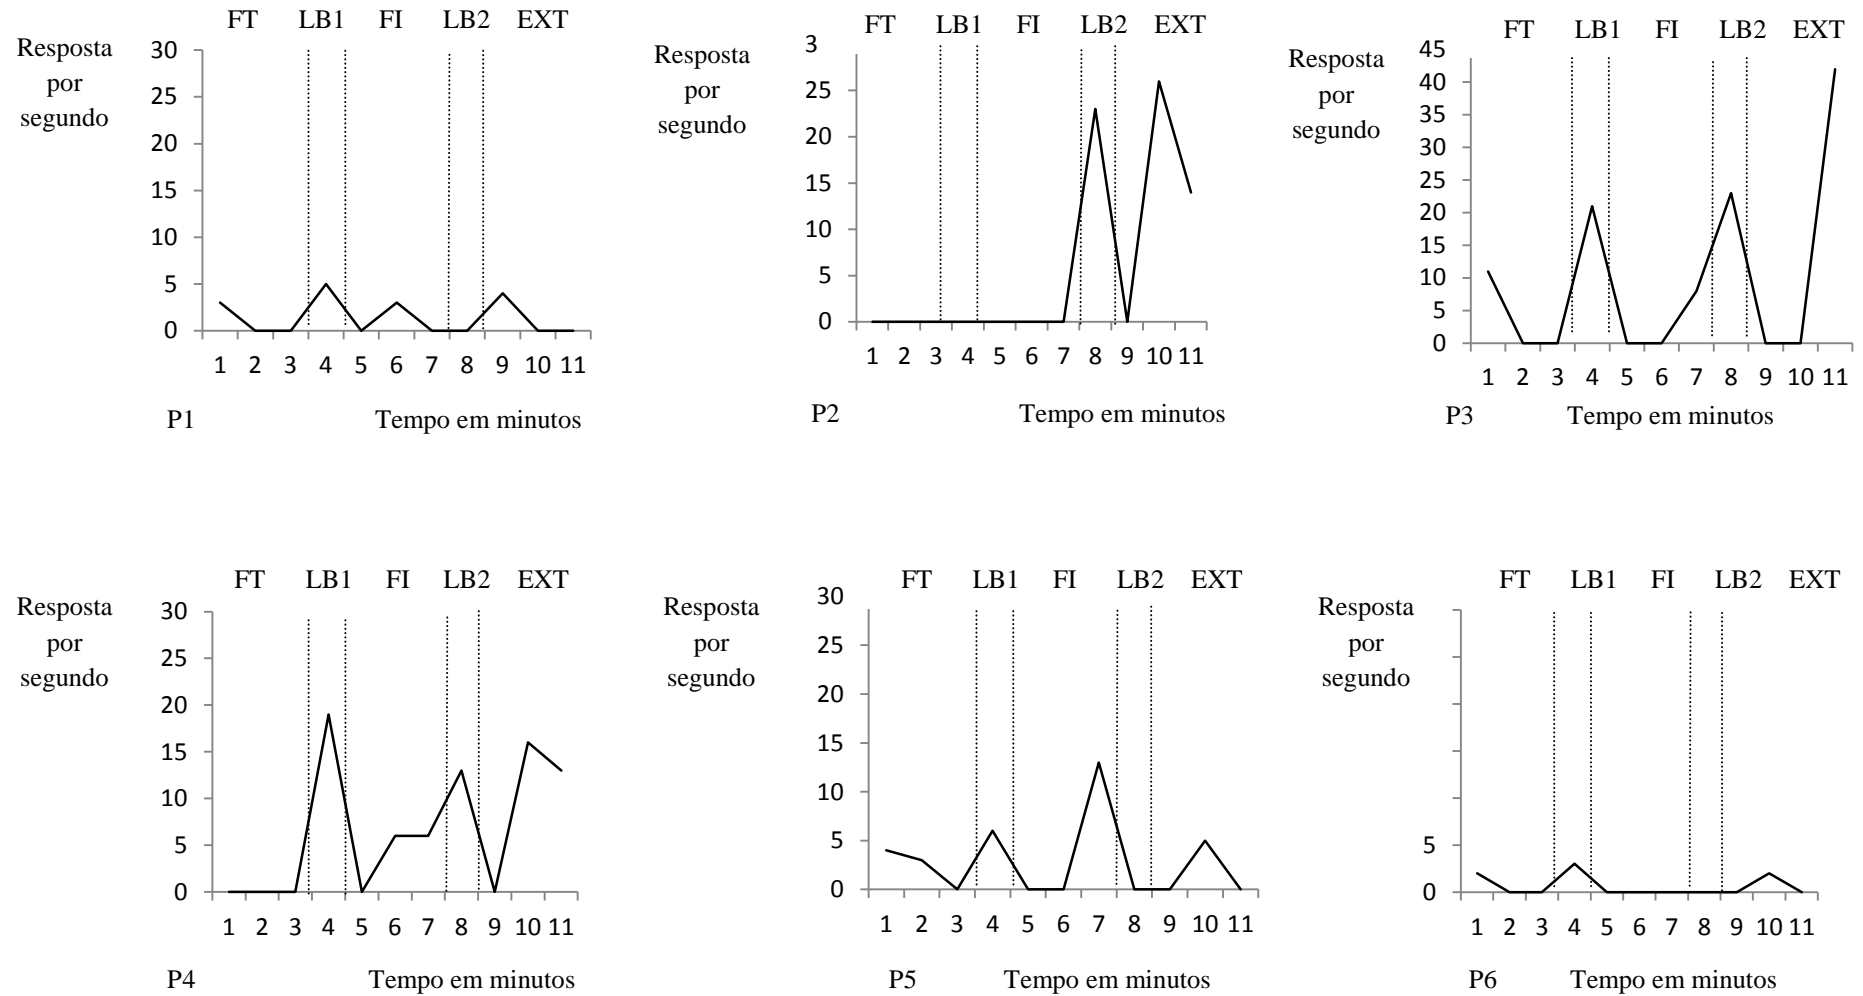 FT LB1 FI LB2 EXT
Resposta
por
segundo
30
25
20
15
10
5
0
1 2 3 4 5 6 7 8 9 10 11
P1 Tempo em minutos
FT LB1 FI LB2 EXT
Resposta
por
segundo
3
25
20
15
10
5
0
1 2 3 4 5 6 7 8 9 10 11
P2 Tempo em minutos
FT LB1 FI LB2 EXT
Resposta
por
segundo
45
40
35
30
25
20
15
10
5
0
1 2 3 4 5 6 7 8 9 10 11
P3 Tempo em minutos
FT LB1 FI LB2 EXT
Resposta
por
segundo
30
25
20
15
10
5
0
1 2 3 4 5 6 7 8 9 10 11
P4 Tempo em minutos
FT LB1 FI LB2 EXT
Resposta
por
segundo
30
25
20
15
10
5
0
1 2 3 4 5 6 7 8 9 10 11
P5 Tempo em minutos
FT LB1 FI LB2 EXT
Resposta
por
segundo
5
0
1 2 3 4 5 6 7 8 9 10 11
P6 Tempo em minutos